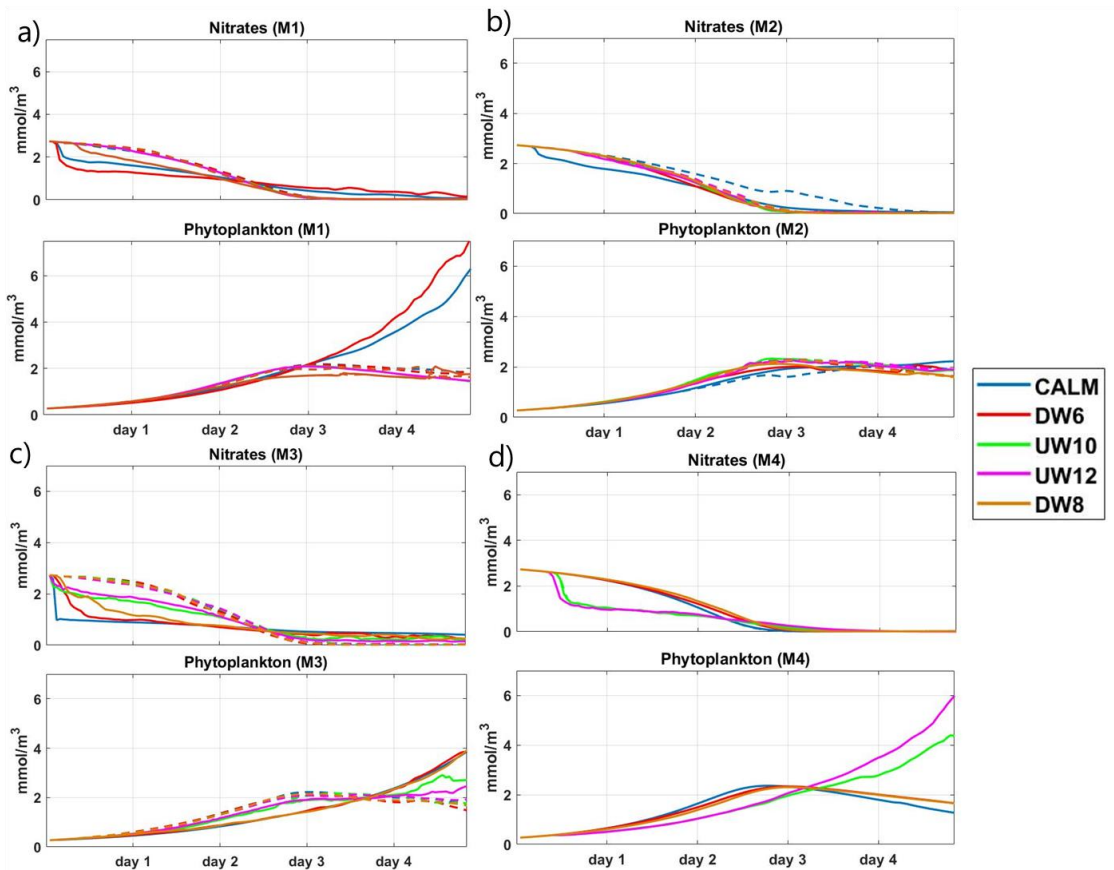 a)
Nitrates (M1)
6
4
2
0
mmol/m³
Phytoplankton (M1)
6
4
2
0
mmol/m³
day 1 day 2 day 3 day 4
b)
Nitrates (M2)
6
4
2
0
mmol/m³
Phytoplankton (M2)
6
4
2
0
mmol/m³
day 1 day 2 day 3 day 4
c)
Nitrates (M3)
6
4
2
0
mmol/m³
Phytoplankton (M3)
6
4
2
0
mmol/m³
day 1 day 2 day 3 day 4
d)
Nitrates (M4)
6
4
2
0
mmol/m³
Phytoplankton (M4)
6
4
2
0
mmol/m³
day 1 day 2 day 3 day 4
CALM
DW6
UW10
UW12
DW8